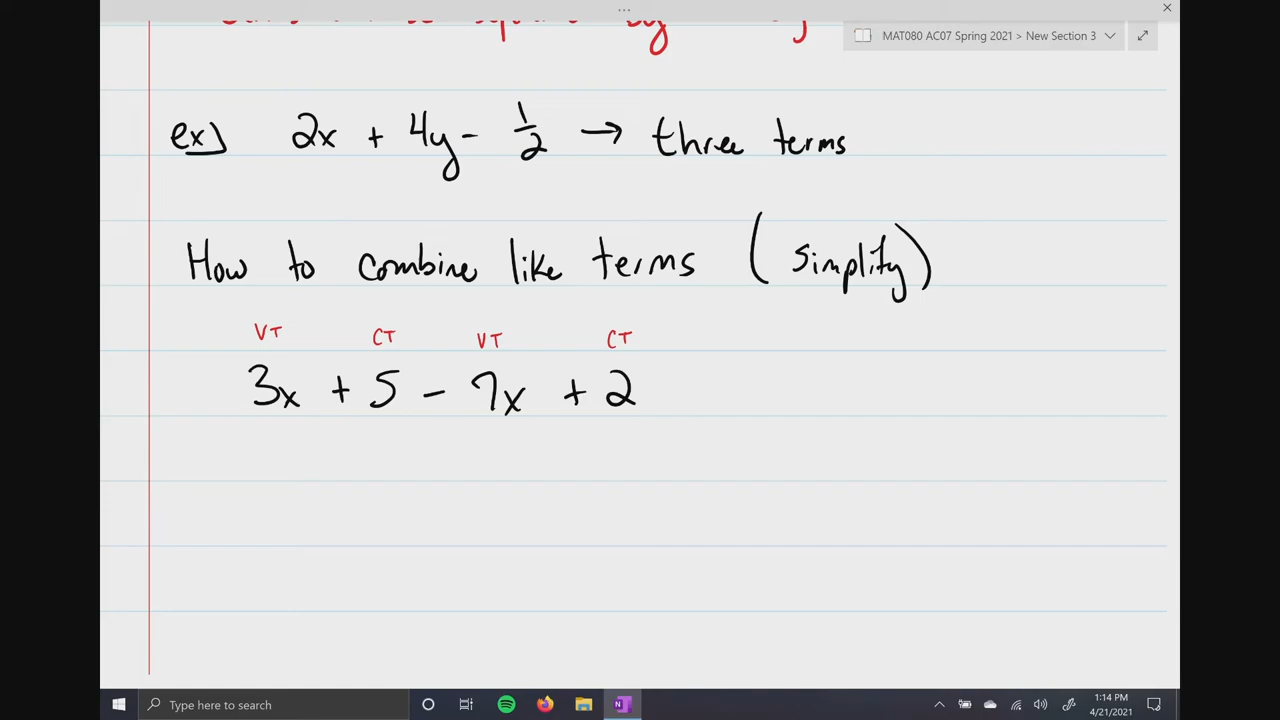 MAT080 AC07 Spring 2021 > New Section 3
ex) 2x + 4y - 1/2 → three terms
How to combine like terms (simplify)
VT CT VT CT
3x + 5 - 7x + 2
Type here to search
1:14 PM
4/21/2021